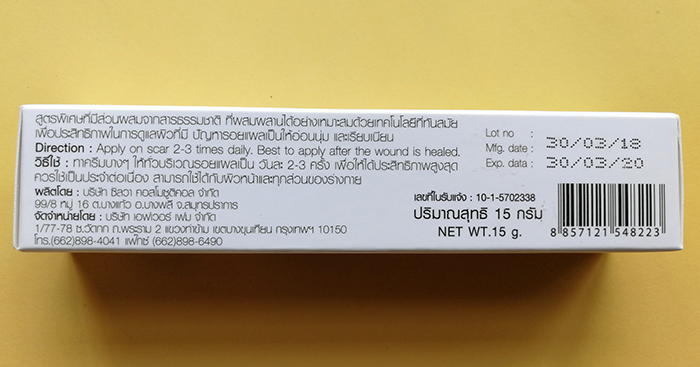 สูตรพิเศษที่มีส่วนผสมจากสารธรรมชาติ ที่ผสมผสานได้อย่างเหมาะสมด้วยเทคโนโลยีที่ทันสมัย
เพื่อประสิทธิภาพในการดูแลผิวที่มี ปัญหารอยแผลเป็นให้อ่อนนุ่ม และเรียบเนียน
Direction : Apply on scar 2-3 times daily. Best to apply after the wound is healed.
วิธีใช้ : ทาครีมบางๆ ให้ทั่วบริเวณรอยแผลเป็น วันละ 2-3 ครั้ง เพื่อให้ได้ประสิทธิภาพสูงสุด
ควรใช้เป็นประจำต่อเนื่อง สามารถใช้ได้กับผิวหน้าและทุกส่วนของร่างกาย
ผลิตโดย : บริษัท ชีลวา คอสโมซูติคอล จำกัด
99/8 หมู่ 16 ต.บางแก้ว อ.บางพลี จ.สมุทรปราการ
จัดจำหน่ายโดย : บริษัท เอฟเวอร์ เฟม จำกัด
1/77-78 ซ.วัดกก ถ.พระราม 2 แขวงท่าข้าม เขตบางขุนเทียน กรุงเทพฯ 10150
โทร.(662)898-4041 แฟ็กซ์ (662)898-6490
Lot no :
Mfg. date : 30/03/18
Exp. data : 30/03/20
เลขที่ใบรับแจ้ง : 10-1-5702338
ปริมาณสุทธิ 15 กรัม
NET WT.15 g.
8 857121 548223